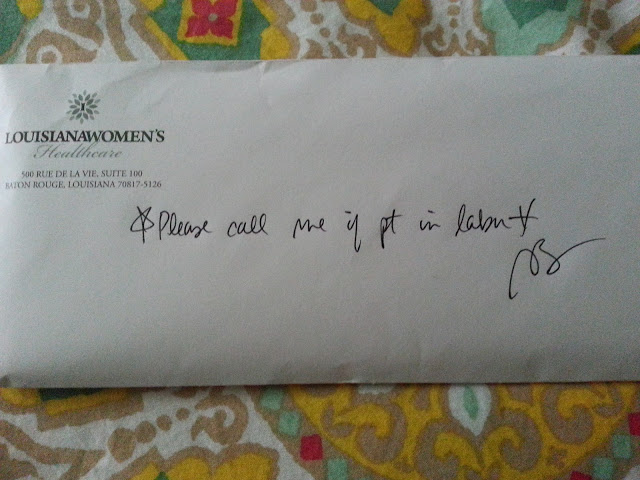 LOUISIANAWOMEN'S
Healthcare
500 RUE DE LA VIE, SUITE 100
BATON ROUGE, LOUISIANA 70817-5126
*Please call me if pt in labor*